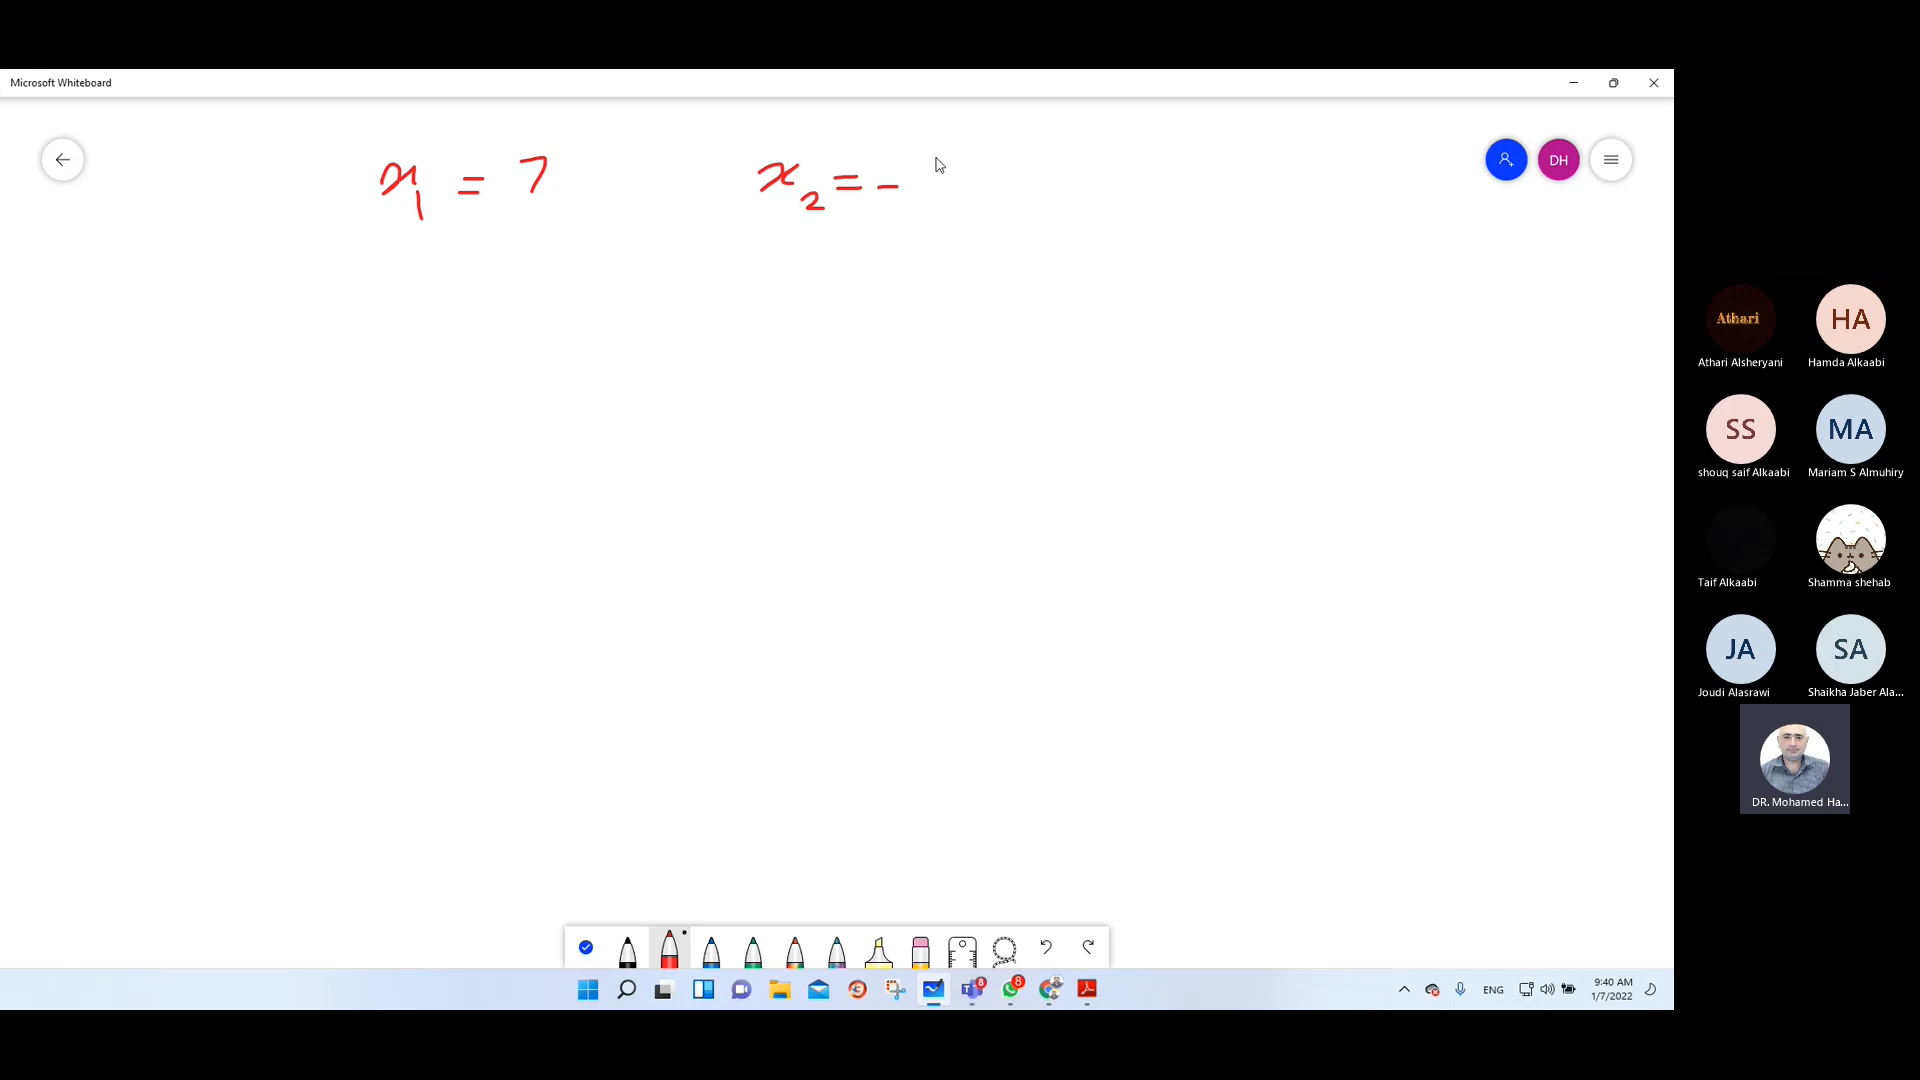 Microsoft Whiteboard
DH
x₁ = 7 x₂ = -
Athari
HA
Athari Alsheryani
Hamda Alkaabi
SS
MA
shouq saif Alkaabi
Mariam S Almuhiry
Taif Alkaabi
Shamma shehab
JA
SA
Joudi Alasrawi
Shaikha Jaber Ala...
DR. Mohamed Ha...
8
8
ENG
9:40 AM
1/7/2022